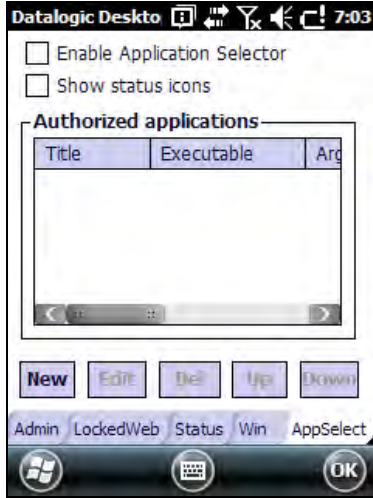 Datalogic Deskto 7:03
Enable Application Selector
Show status icons
Authorized applications
Title Executable Arg
New Edit Del Up Down
Admin LockedWeb Status Win AppSelect
OK